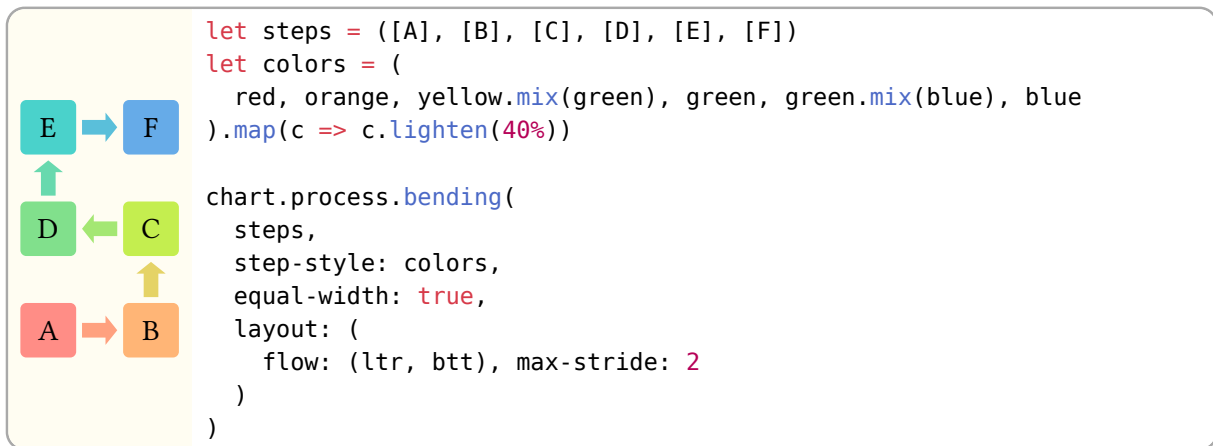 E F
D C
A B
let steps = ([A], [B], [C], [D], [E], [F])
let colors = (
  red, orange, yellow.mix(green), green, green.mix(blue), blue
).map(c => c.lighten(40%))

chart.process.bending(
  steps,
  step-style: colors,
  equal-width: true,
  layout: (
    flow: (ltr, btt), max-stride: 2
  )
)